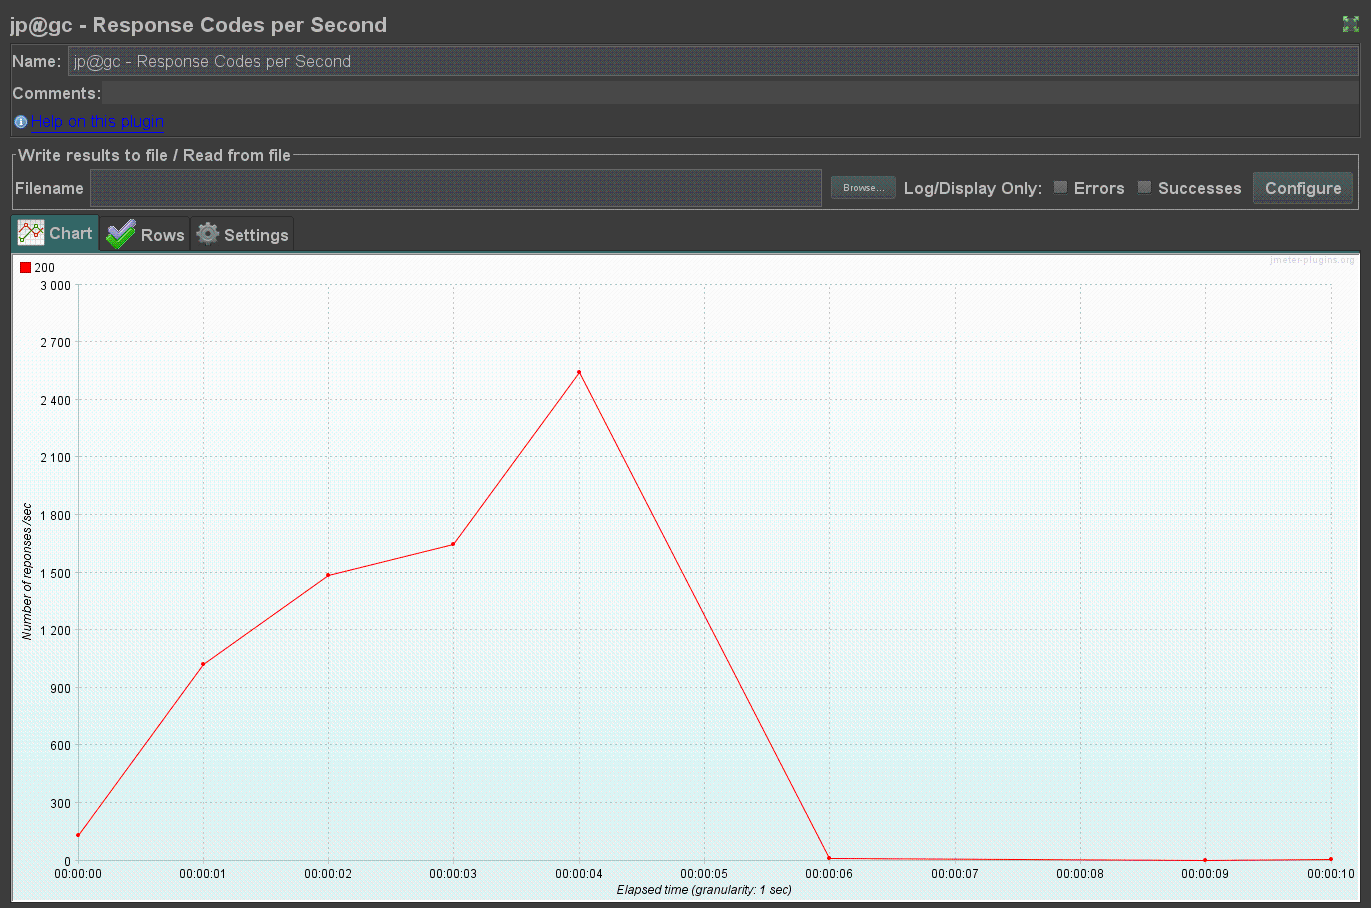 jp@gc - Response Codes per Second
Name: jp@gc - Response Codes per Second
Comments:
Help on this plugin
Write results to file / Read from file
Filename Browse... Log/Display Only: Errors Successes Configure
Chart Rows Settings
200 jmeter-plugins.org
3 000
2 700
2 400
2 100
1 800
1 500
1 200
900
600
300
0
Number of reponses /sec
00:00:00 00:00:01 00:00:02 00:00:03 00:00:04 00:00:05 00:00:06 00:00:07 00:00:08 00:00:09 00:00:10
Elapsed time (granularity: 1 sec)